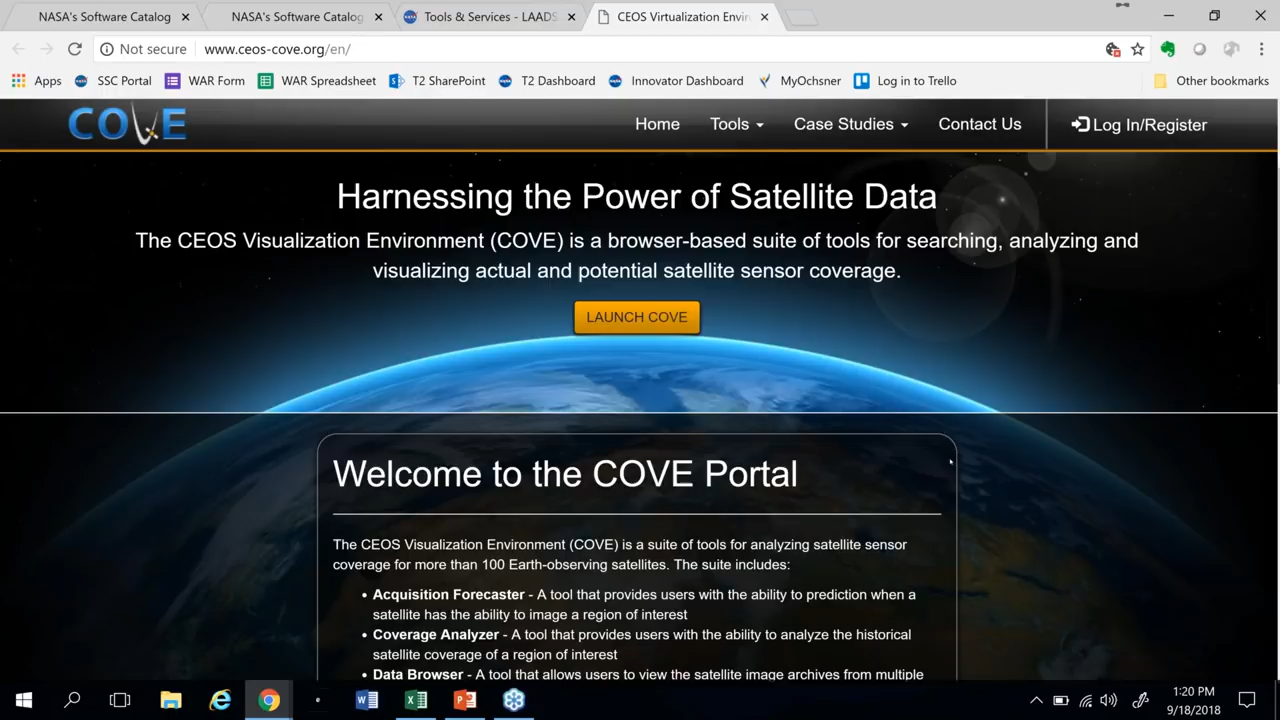 NASA's Software Catalog
NASA's Software Catalog
Tools & Services - LAADS
CEOS Virtualization Envir
Not secure
www.ceos-cove.org/en/
Apps
SSC Portal
WAR Form
WAR Spreadsheet
T2 SharePoint
T2 Dashboard
Innovator Dashboard
MyOchsner
Log in to Trello
Other bookmarks
COVE
Home
Tools
Case Studies
Contact Us
Log In/Register
Harnessing the Power of Satellite Data
The CEOS Visualization Environment (COVE) is a browser-based suite of tools for searching, analyzing and
visualizing actual and potential satellite sensor coverage.
LAUNCH COVE
Welcome to the COVE Portal
The CEOS Visualization Environment (COVE) is a suite of tools for analyzing satellite sensor
coverage for more than 100 Earth-observing satellites. The suite includes:
• Acquisition Forecaster - A tool that provides users with the ability to prediction when a
satellite has the ability to image a region of interest
• Coverage Analyzer - A tool that provides users with the ability to analyze the historical
satellite coverage of a region of interest
• Data Browser - A tool that allows users to view the satellite image archives from multiple
1:20 PM
9/18/2018